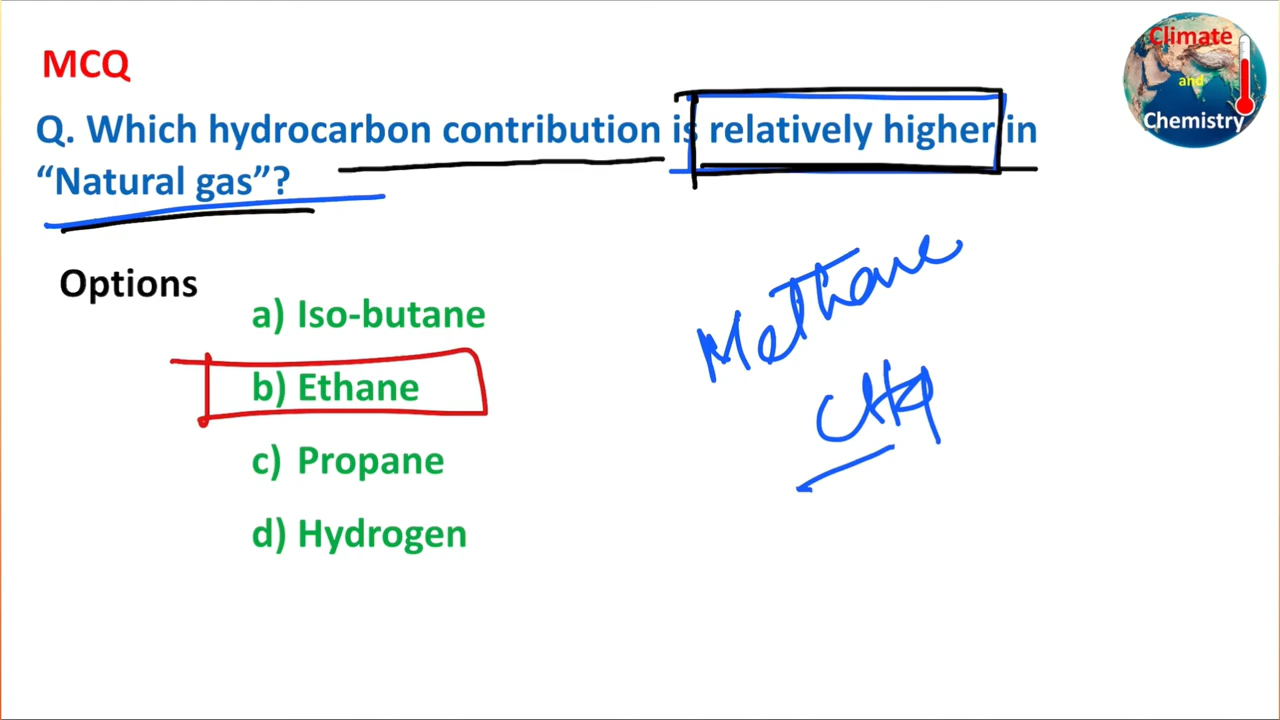 MCQ
Climate
and
Chemistry
Q. Which hydrocarbon contribution is relatively higher in
“Natural gas”?
Options
a) Iso-butane
b) Ethane
c) Propane
d) Hydrogen
Methane
CH4